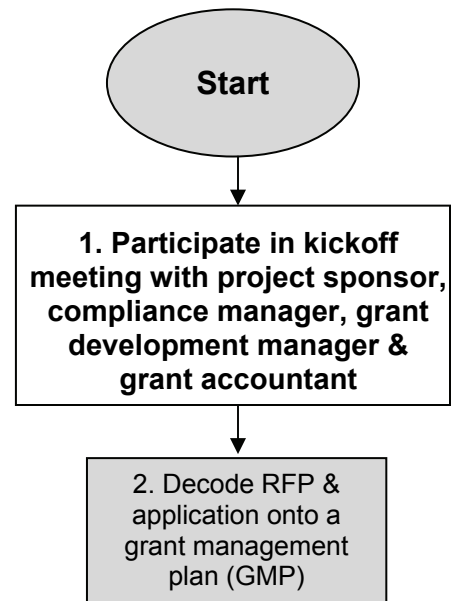 Start
1. Participate in kickoff
meeting with project sponsor,
compliance manager, grant
development manager &
grant accountant
2. Decode RFP &
application onto a
grant management
plan (GMP)